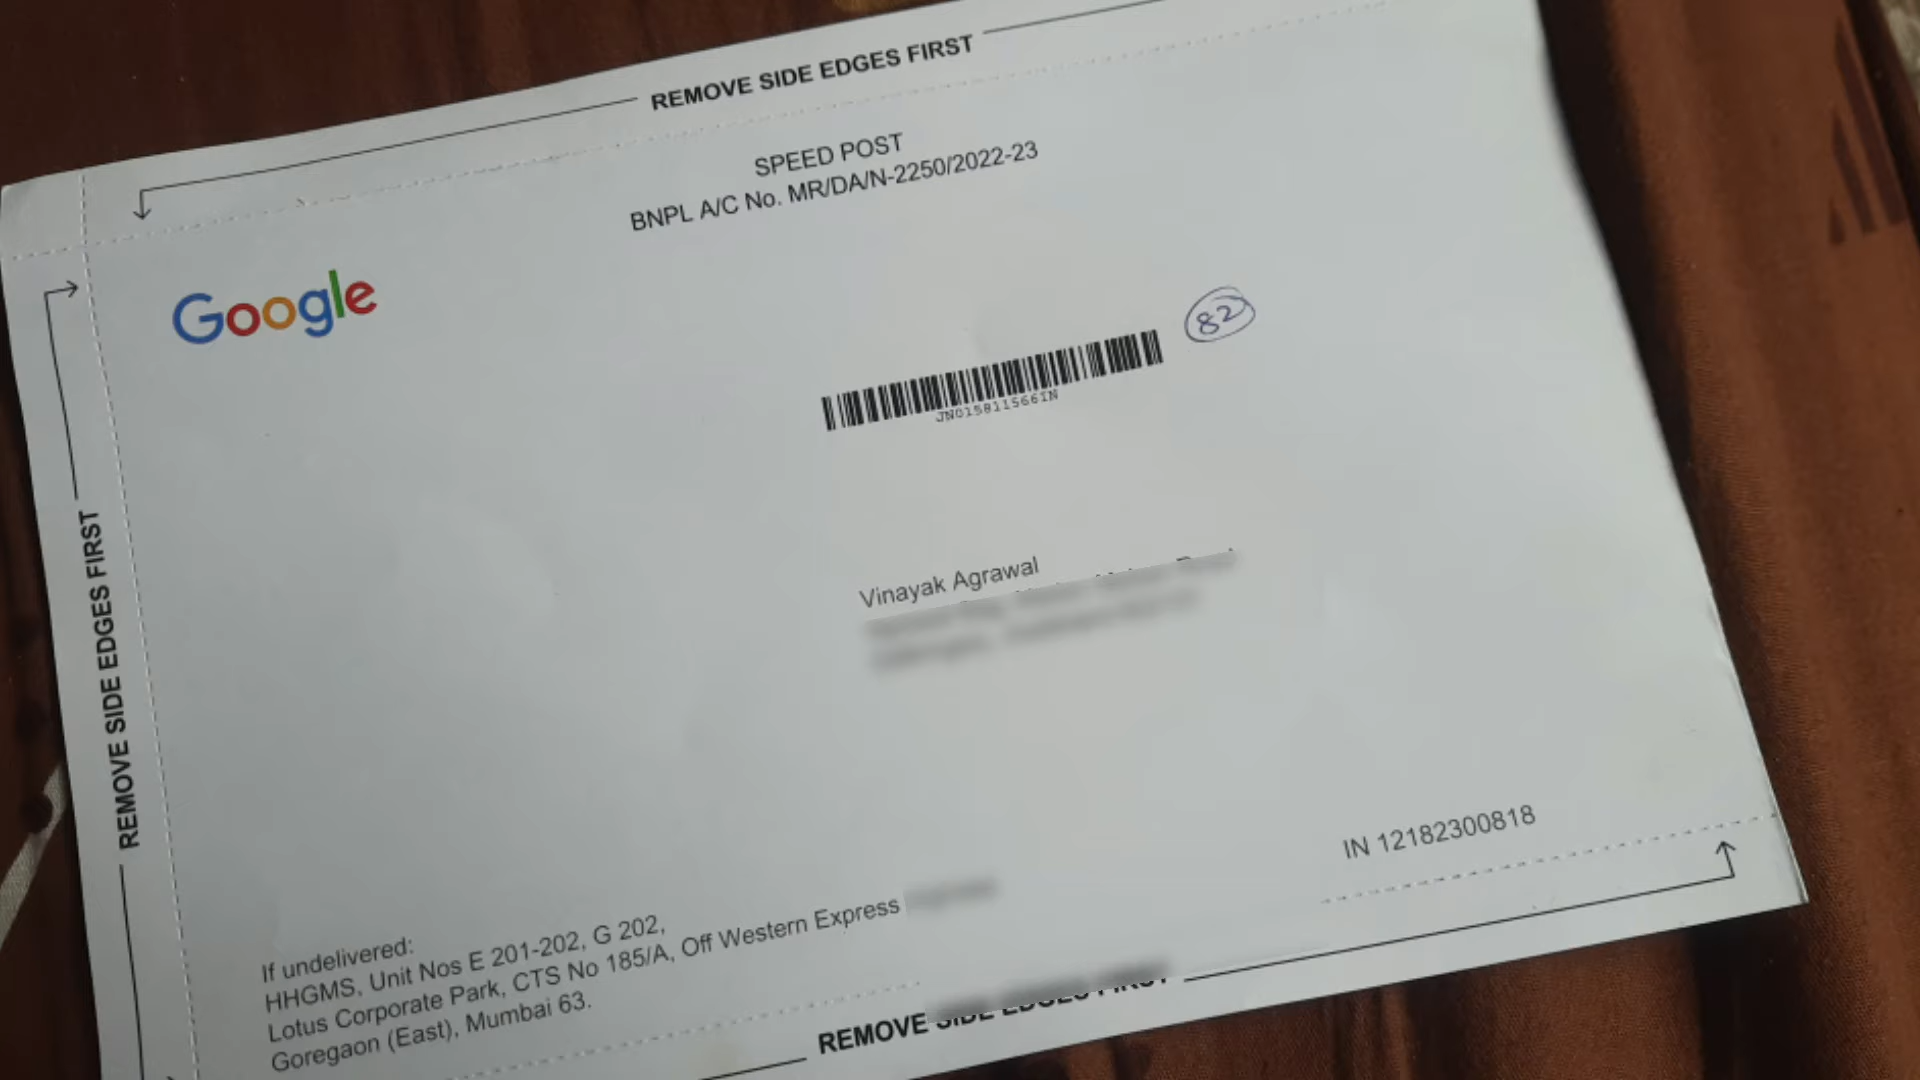 REMOVE SIDE EDGES FIRST
SPEED POST
BNPL A/C No. MR/DA/N-2250/2022-23
Google
82
JN015811566IN
REMOVE SIDE EDGES FIRST
Vinayak Agrawal
IN 12182300818
If undelivered:
HHGMS, Unit Nos E 201-202, G 202,
Lotus Corporate Park, CTS No 185/A, Off Western Express
Goregaon (East), Mumbai 63.
REMOVE SIDE EDGES FIRST